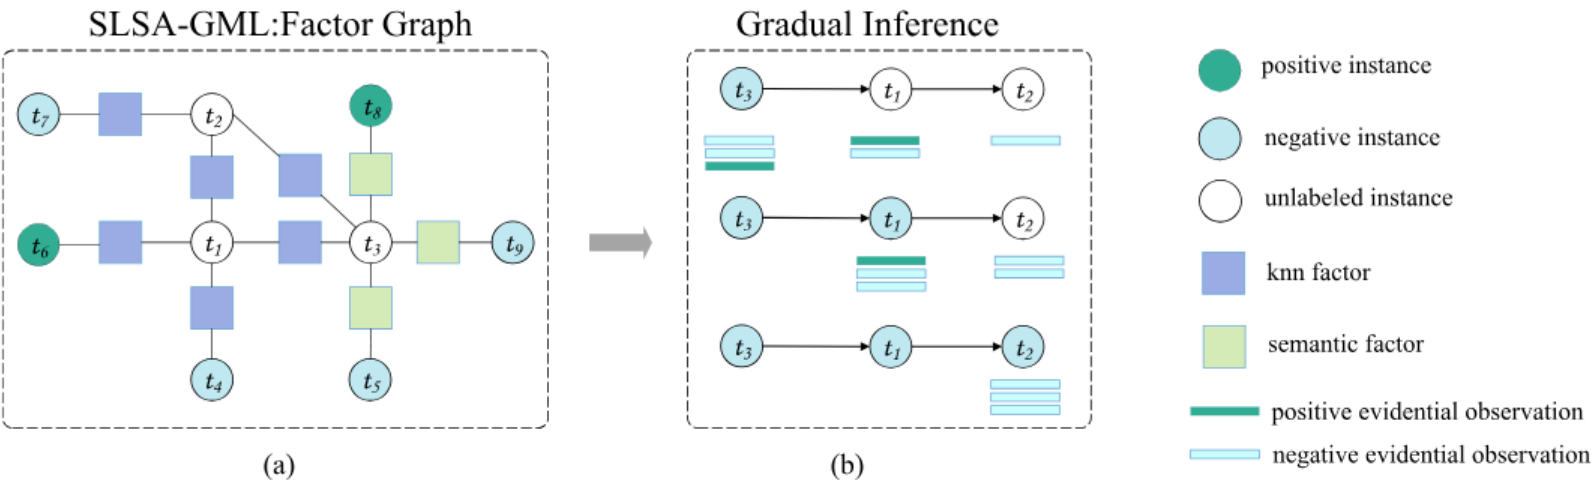 SLSA-GML:Factor Graph
Gradual Inference
t7
t2
t8
t6
t1
t3
t9
t4
t5
(a)
t3
t1
t2
t3
t1
t2
t3
t1
t2
(b)
positive instance
negative instance
unlabeled instance
knn factor
semantic factor
positive evidential observation
negative evidential observation